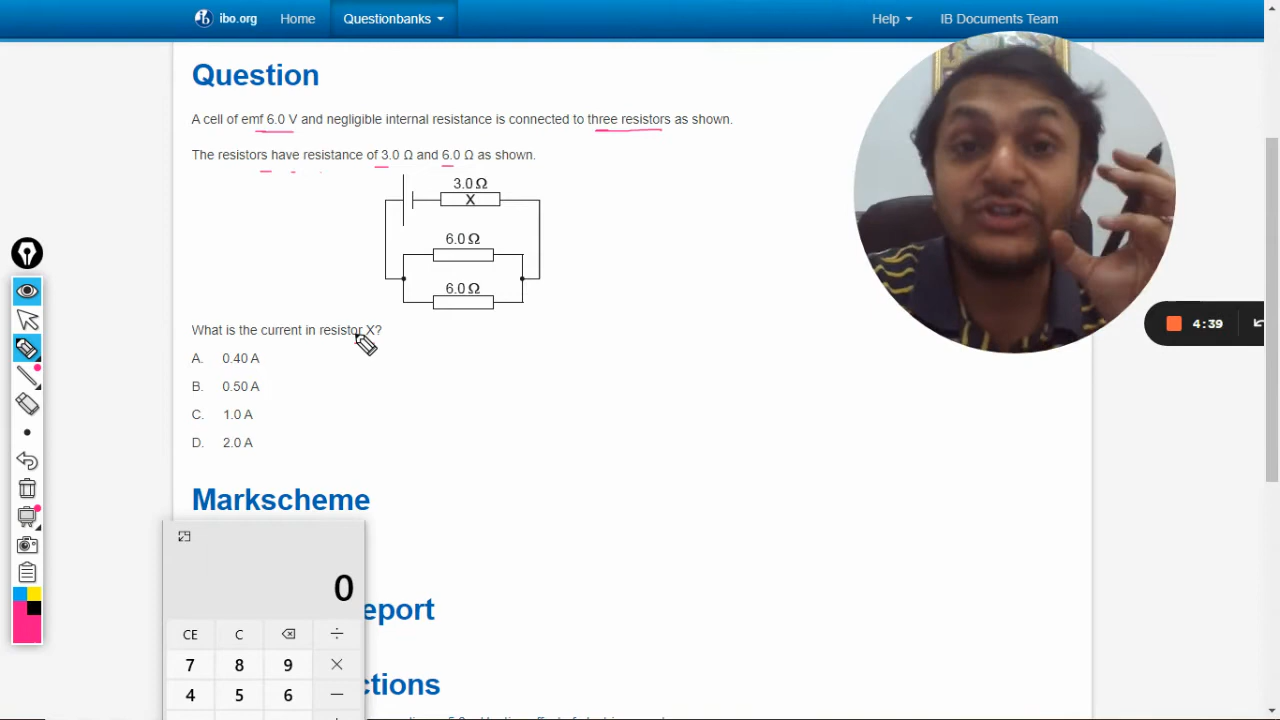 ibo.org Home Questionbanks Help IB Documents Team
Question
A cell of emf 6.0 V and negligible internal resistance is connected to three resistors as shown.
The resistors have resistance of 3.0 Ω and 6.0 Ω as shown.
3.0 Ω
X
6.0 Ω
6.0 Ω
What is the current in resistor X?
A. 0.40 A
B. 0.50 A
C. 1.0 A
D. 2.0 A
4:39
Markscheme
0
eport
CE C ÷
7 8 9 ×
ctions
4 5 6 −